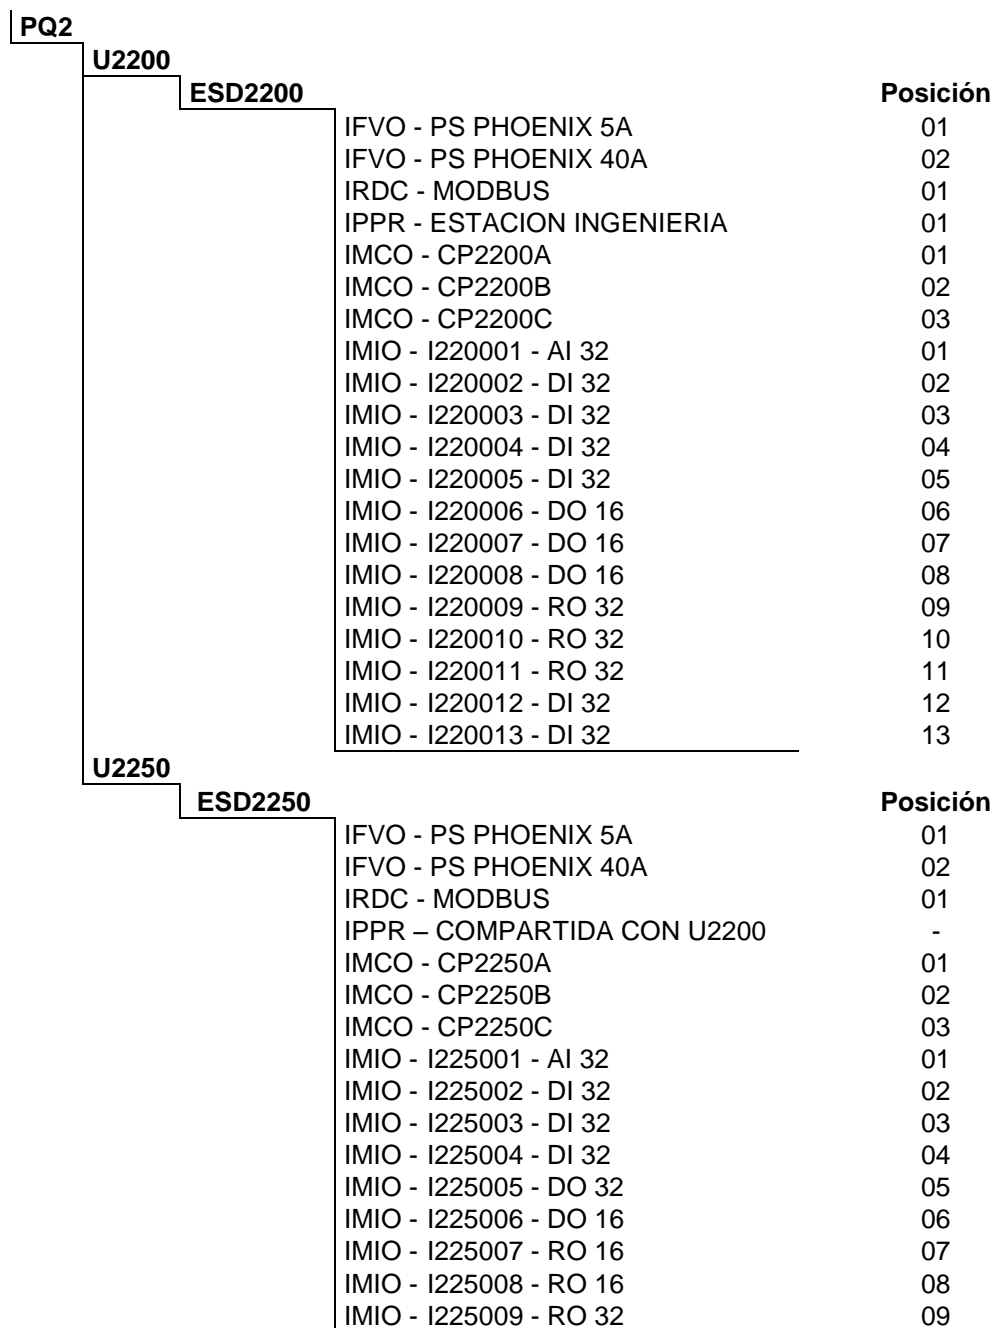 PQ2
U2200
ESD2200 Posición
IFVO - PS PHOENIX 5A 01
IFVO - PS PHOENIX 40A 02
IRDC - MODBUS 01
IPPR - ESTACION INGENIERIA 01
IMCO - CP2200A 01
IMCO - CP2200B 02
IMCO - CP2200C 03
IMIO - I220001 - AI 32 01
IMIO - I220002 - DI 32 02
IMIO - I220003 - DI 32 03
IMIO - I220004 - DI 32 04
IMIO - I220005 - DI 32 05
IMIO - I220006 - DO 16 06
IMIO - I220007 - DO 16 07
IMIO - I220008 - DO 16 08
IMIO - I220009 - RO 32 09
IMIO - I220010 - RO 32 10
IMIO - I220011 - RO 32 11
IMIO - I220012 - DI 32 12
IMIO - I220013 - DI 32 13
U2250
ESD2250 Posición
IFVO - PS PHOENIX 5A 01
IFVO - PS PHOENIX 40A 02
IRDC - MODBUS 01
IPPR – COMPARTIDA CON U2200 -
IMCO - CP2250A 01
IMCO - CP2250B 02
IMCO - CP2250C 03
IMIO - I225001 - AI 32 01
IMIO - I225002 - DI 32 02
IMIO - I225003 - DI 32 03
IMIO - I225004 - DI 32 04
IMIO - I225005 - DO 32 05
IMIO - I225006 - DO 16 06
IMIO - I225007 - RO 16 07
IMIO - I225008 - RO 16 08
IMIO - I225009 - RO 32 09